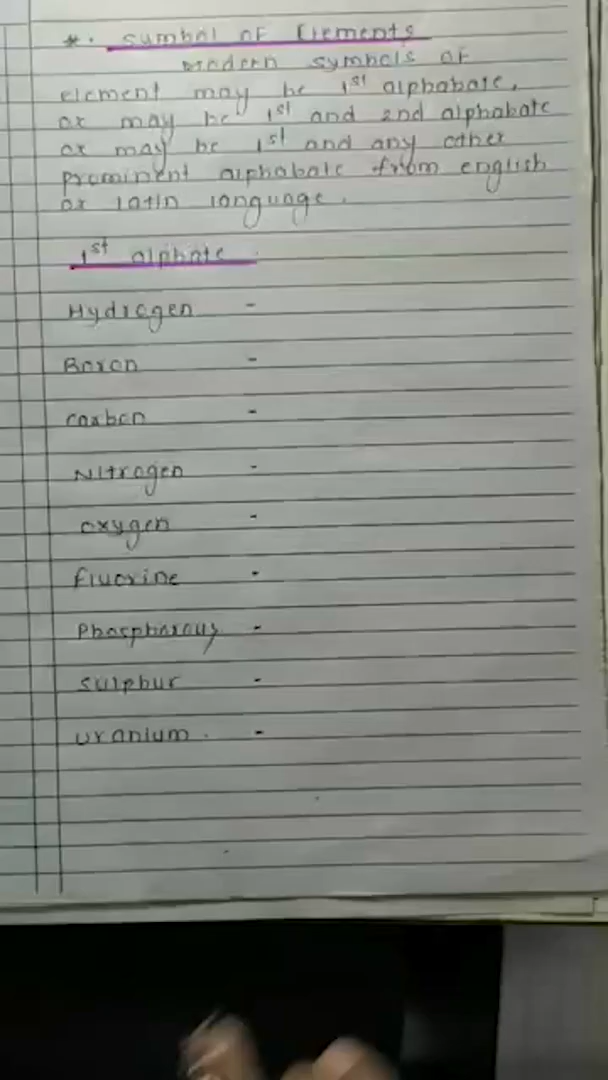 *. Sumbol of Elements
modern symbols of
element may be 1st alphabate,
or may be 1st and 2nd alphabate
or may be 1st and any other
prominent alphabate from english
or latin language.
1st alphate
Hydrogen -
Boron -
carbon -
Nitrogen -
oxygen -
fluorine -
Phosphorous -
sulphur -
uranium. -